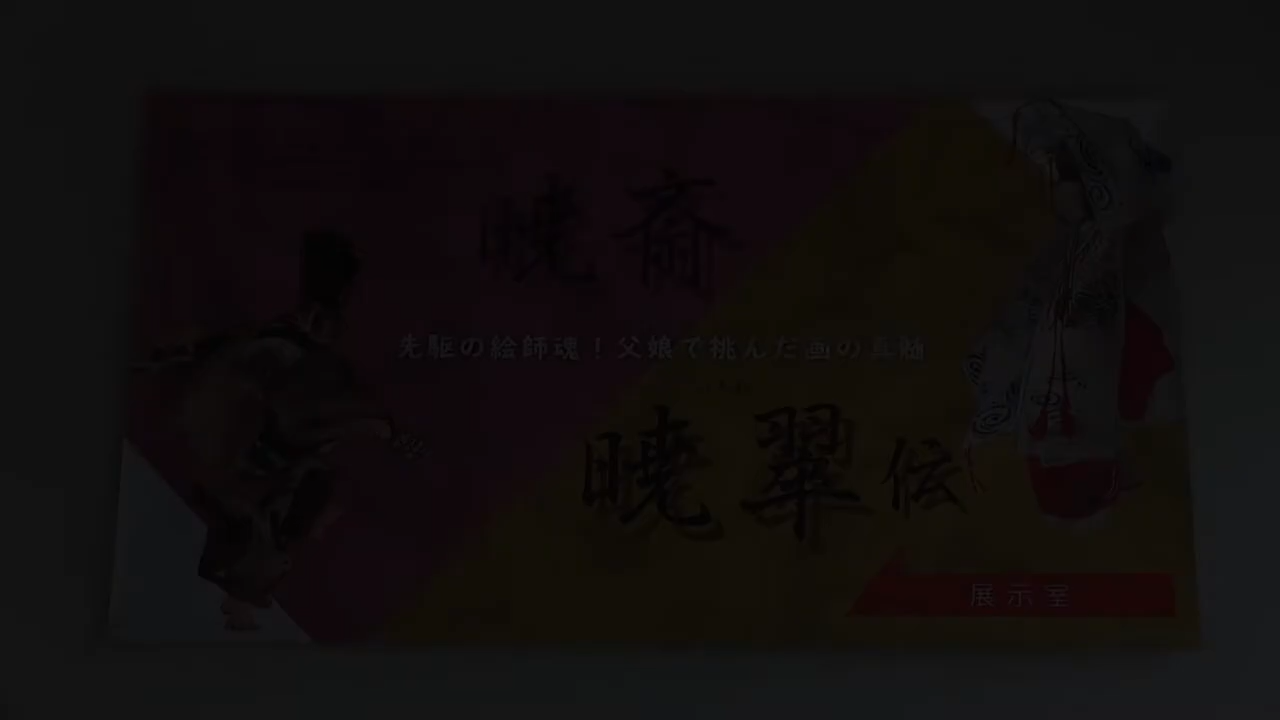 暁斎
先駆の絵師魂！父娘で挑んだ画の真髄
暁翠伝
展示室